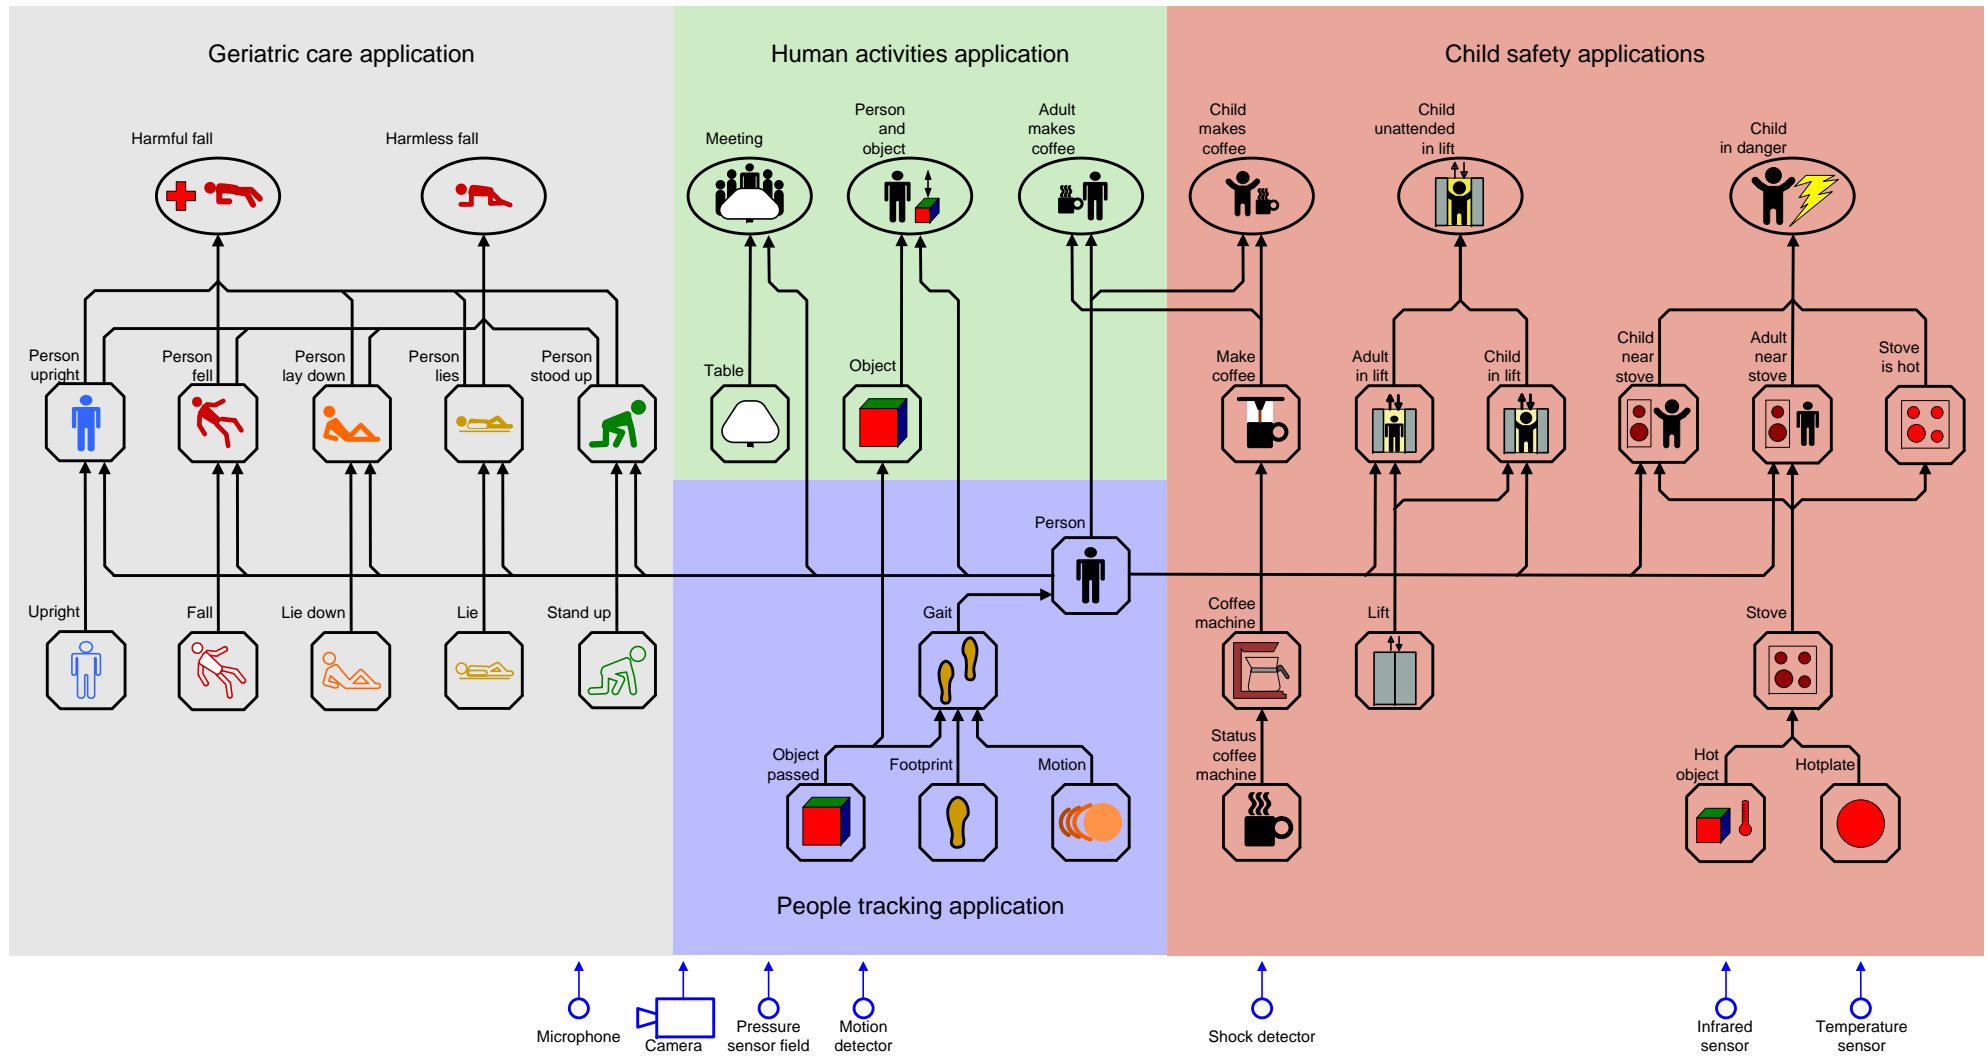 Geriatric care application
Human activities application
Child safety applications
Harmful fall
Harmless fall
Meeting
Person
and
object
Adult
makes
coffee
Child
makes
coffee
Child
unattended
in lift
Child
in danger
Person
upright
Person
fell
Person
lay down
Person
lies
Person
stood up
Table
Object
Make
coffee
Adult
in lift
Child
in lift
Child
near
stove
Adult
near
stove
Stove
is hot
Person
Upright
Fall
Lie down
Lie
Stand up
Gait
Coffee
machine
Lift
Stove
Object
passed
Footprint
Motion
Status
coffee
machine
Hot
object
Hotplate
People tracking application
Microphone
Camera
Pressure
sensor field
Motion
detector
Shock detector
Infrared
sensor
Temperature
sensor